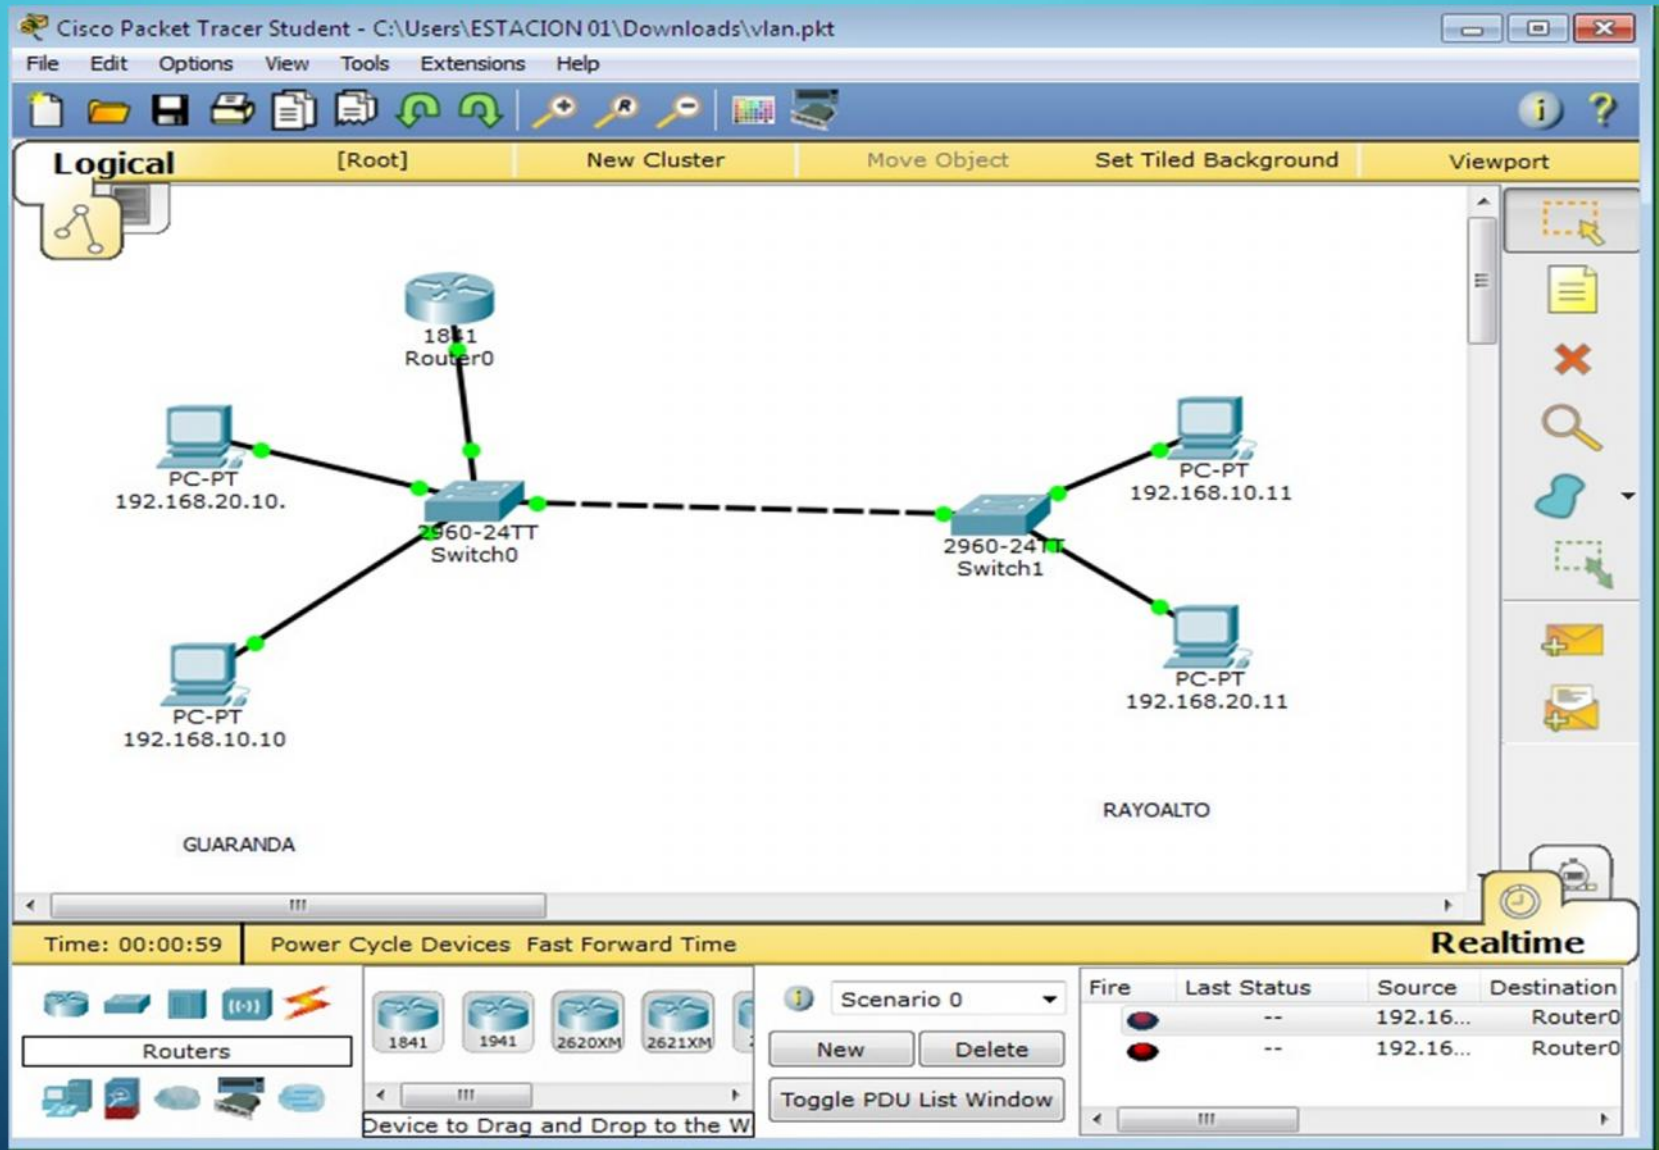 Cisco Packet Tracer Student - C:\Users\ESTACION 01\Downloads\vlan.pkt
File Edit Options View Tools Extensions Help
Logical [Root] New Cluster Move Object Set Tiled Background Viewport
1841
Router0
PC-PT
192.168.20.10.
2960-24TT
Switch0
PC-PT
192.168.10.10
GUARANDA
PC-PT
192.168.10.11
2960-24TT
Switch1
PC-PT
192.168.20.11
RAYOALTO
Time: 00:00:59 Power Cycle Devices Fast Forward Time Realtime
Routers
1841 1941 2620XM 2621XM
Device to Drag and Drop to the W
Scenario 0
New Delete
Toggle PDU List Window
Fire Last Status Source Destination
-- 192.16... Router0
-- 192.16... Router0